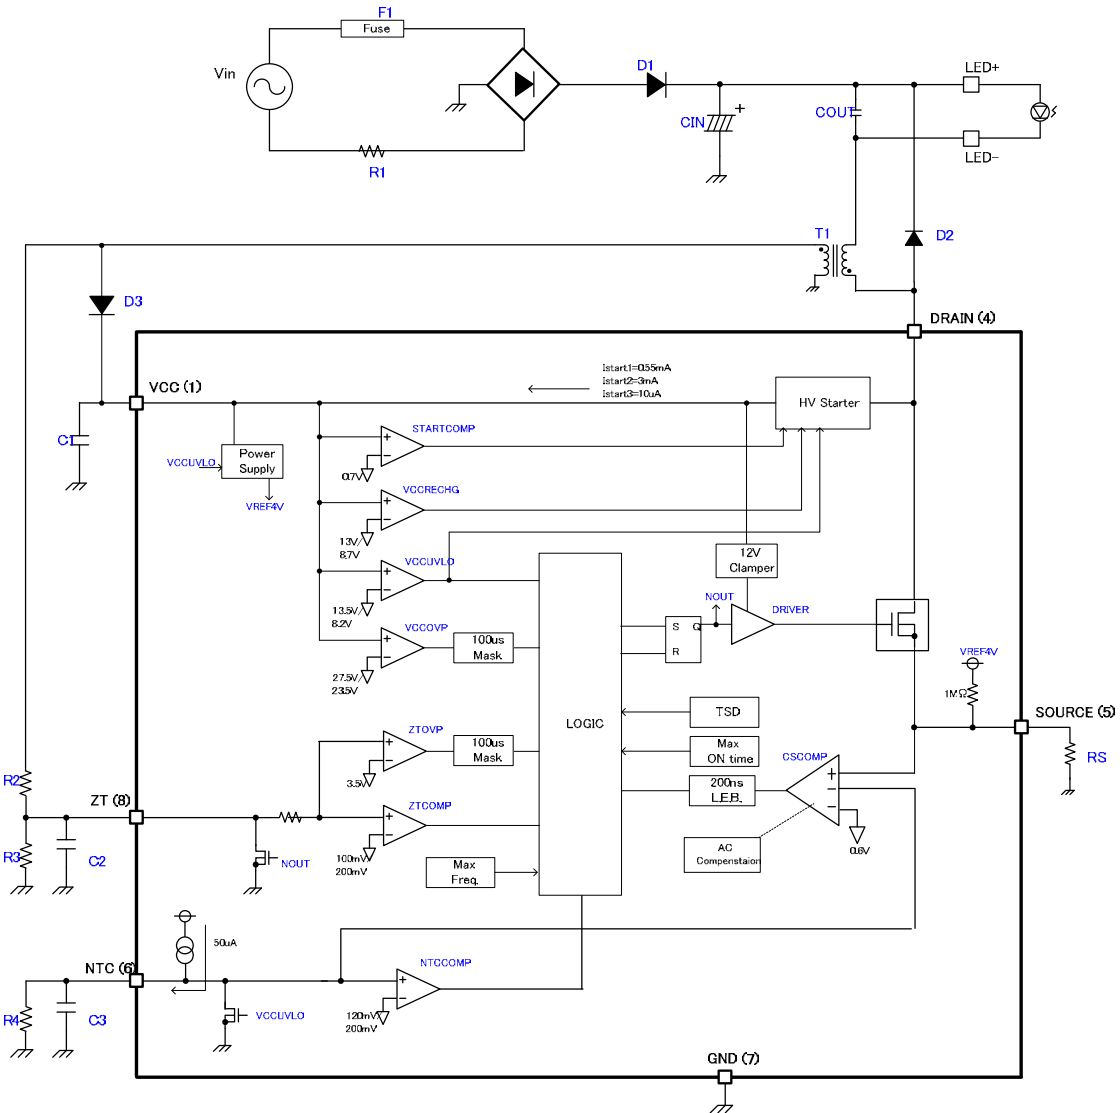 F1
Fuse
Vin
R1
D1
CIN
+
COUT
LED+
LED-
T1
D2
D3
DRAIN (4)
VCC (1)
C1
Istart1=0.55mA
Istart2=3mA
Istart3=10uA
HV Starter
VCCUVLO
Power
Supply
VREF4V
STARTCOMP
+
-
0.7V
VCCRECHG
+
-
13V/
8.7V
VCCUVLO
+
-
13.5V/
8.2V
VCCOVP
+
-
27.5V/
23.5V
100us
Mask
12V
Clamper
NOUT
DRIVER
S Q
R
LOGIC
VREF4V
1MΩ
SOURCE (5)
RS
TSD
Max
ON time
200ns
L.E.B.
CSCOMP
+
-
-
0.6V
AC
Compenstaion
ZTOVP
+
-
3.5V
100us
Mask
R2
ZT (8)
R3
C2
NOUT
ZTCOMP
+
-
100mV/
200mV
Max
Freq.
50uA
NTC (6)
R4
C3
VCCUVLO
NTCCOMP
+
-
120mV/
200mV
GND (7)